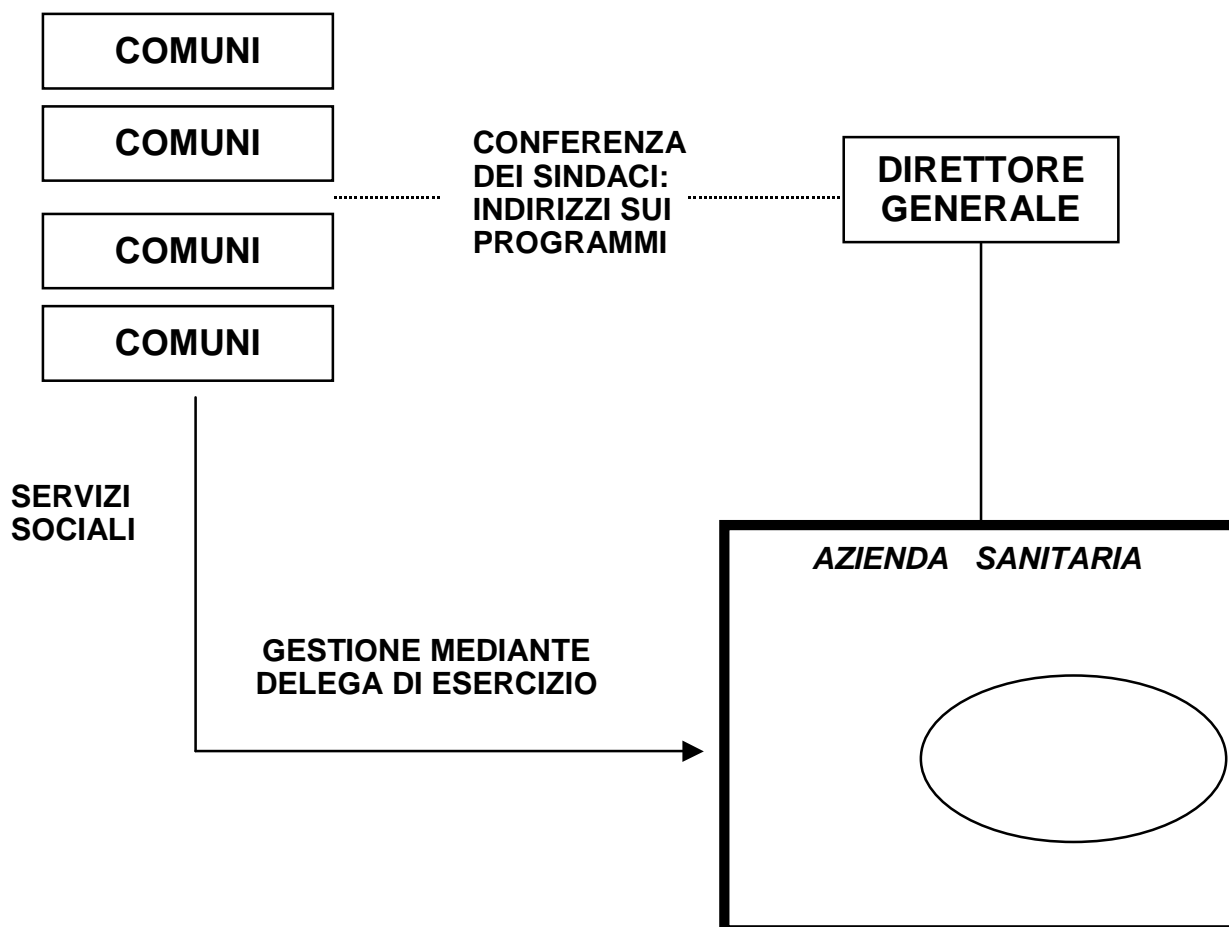 COMUNI
COMUNI
COMUNI
COMUNI
CONFERENZA
DEI SINDACI:
INDIRIZZI SUI
PROGRAMMI
DIRETTORE
GENERALE
SERVIZI
SOCIALI
GESTIONE MEDIANTE
DELEGA DI ESERCIZIO
AZIENDA SANITARIA